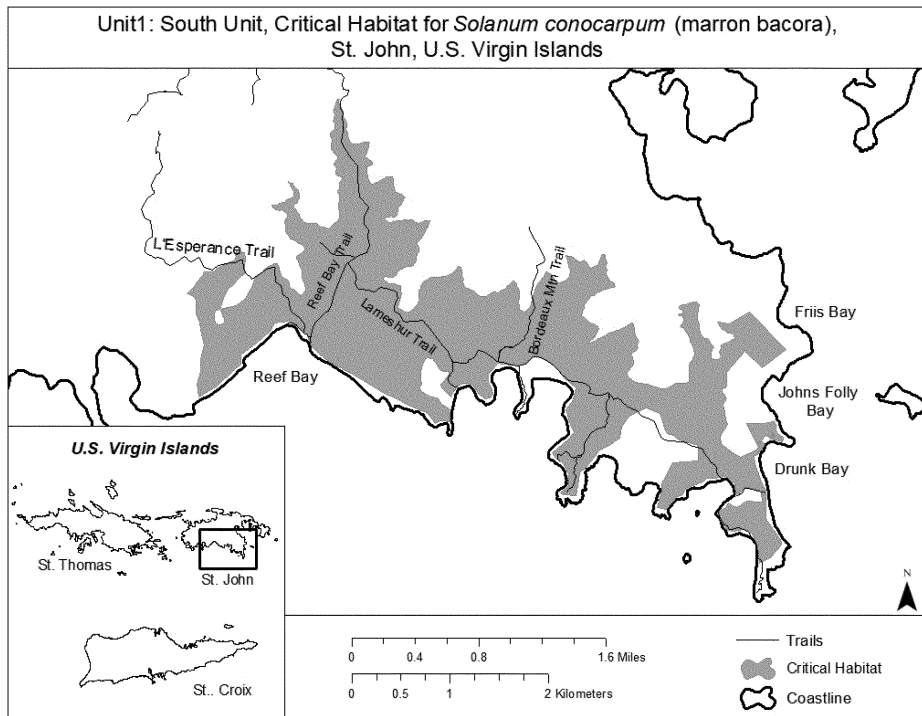 Unit1: South Unit, Critical Habitat for Solanum conocarpum (marron bacora),
St. John, U.S. Virgin Islands
L'Esperance Trail
Reef Bay Trail
Lameshur Trail
Bordeaux Mtn Trail
Friis Bay
Reef Bay
Johns Folly
Bay
Drunk Bay
U.S. Virgin Islands
St. Thomas
St. John
St.. Croix
N
0 0.4 0.8 1.6 Miles
0 0.5 1 2 Kilometers
Trails
Critical Habitat
Coastline